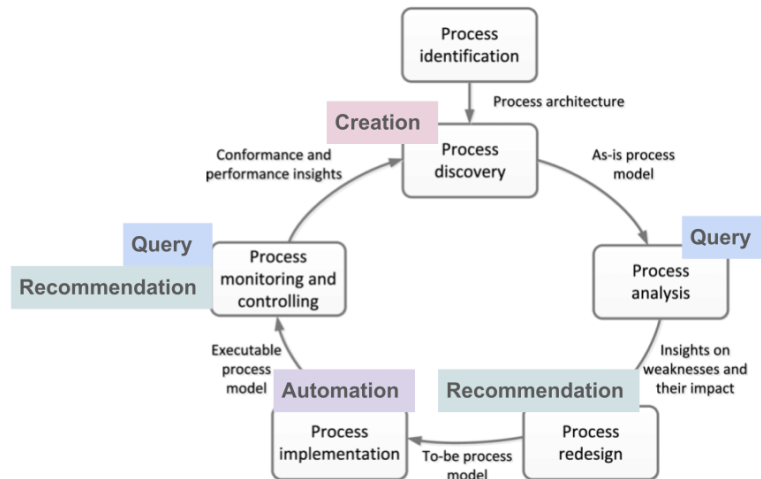 Process
identification
Process architecture
Creation
Process
discovery
Conformance and
performance insights
As-is process
model
Query
Recommendation
Process
monitoring and
controlling
Query
Process
analysis
Executable
process
model
Insights on
weaknesses and
their impact
Automation
Process
implementation
To-be process
model
Recommendation
Process
redesign